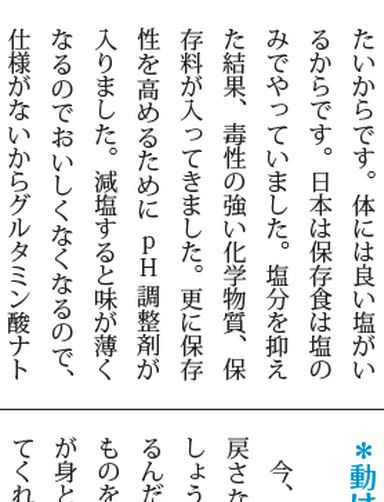 たいからです。体には良い塩がい
るからです。日本は保存食は塩の
みでやっていました。塩分を抑え
た結果、毒性の強い化学物質、保
存料が入ってきました。更に保存
性を高めるために pH 調整剤が
入りました。減塩すると味が薄く
なるのでおいしくなくなるので、
仕様がないからグルタミン酸ナト
＊動
今、
戻さな
しょう
るんだ
ものを
が身と
てくれ